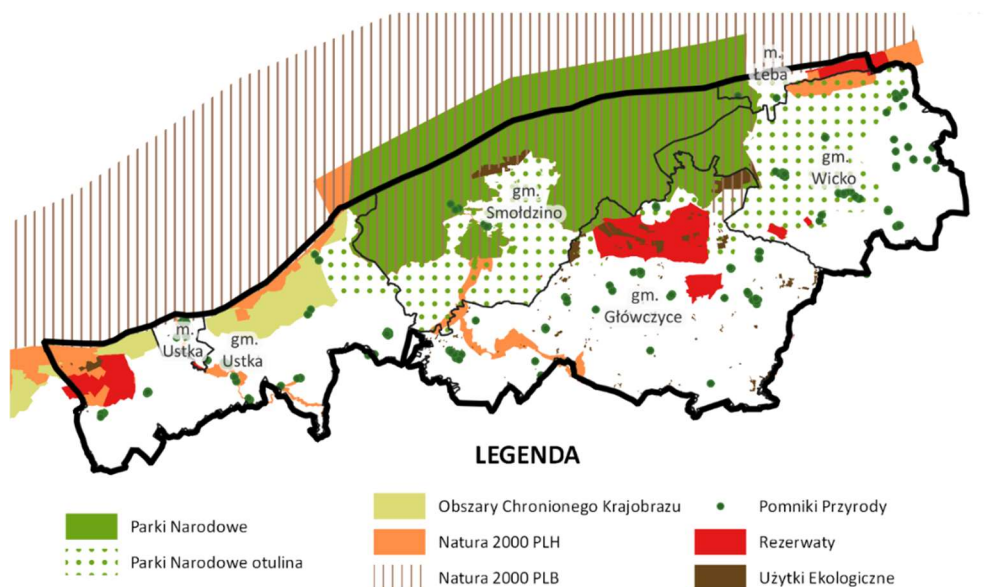 m.
Łeba
gm.
Wicko
gm.
Smołdzino
gm.
Główczyce
m.
Ustka
gm.
Ustka
LEGENDA
Parki Narodowe
Parki Narodowe otulina
Obszary Chronionego Krajobrazu
Natura 2000 PLH
Natura 2000 PLB
Pomniki Przyrody
Rezerwaty
Użytki Ekologiczne